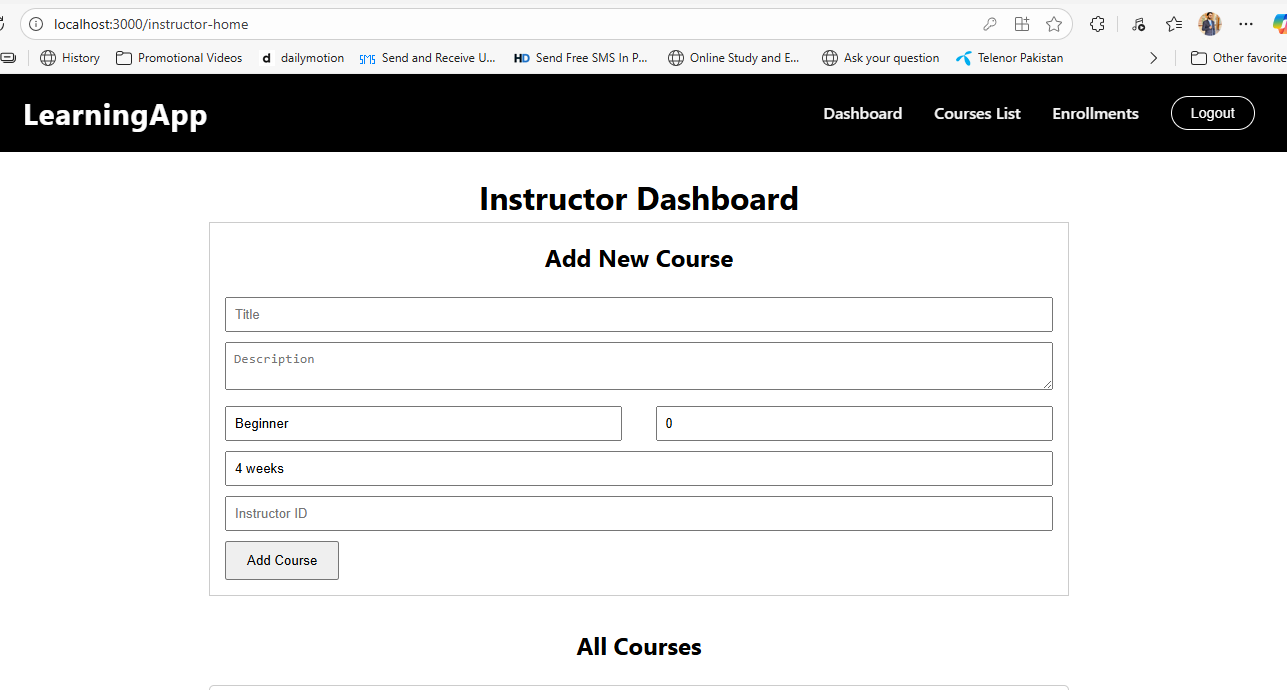 localhost:3000/instructor-home
History Promotional Videos d dailymotion SMS Send and Receive U... HD Send Free SMS In P... Online Study and E... Ask your question Telenor Pakistan Other favorite
LearningApp Dashboard Courses List Enrollments Logout
Instructor Dashboard
Add New Course
Title
Description
Beginner 0
4 weeks
Instructor ID
Add Course
All Courses